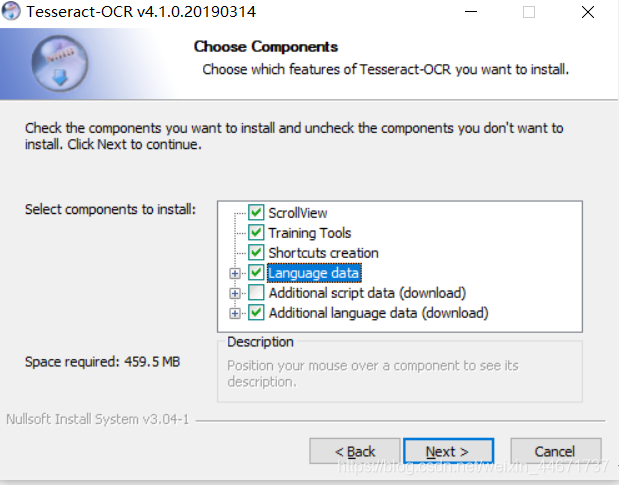 Tesseract-OCR v4.1.0.20190314
Choose Components
Choose which features of Tesseract-OCR you want to install.
Check the components you want to install and uncheck the components you don't want to
install. Click Next to continue.
Select components to install:
ScrollView
Training Tools
Shortcuts creation
Language data
Additional script data (download)
Additional language data (download)
Space required: 459.5 MB
Description
Position your mouse over a component to see its
description.
Nullsoft Install System v3.04-1
< Back
Next >
Cancel
https://blog.csdn.net/weixin_44671737